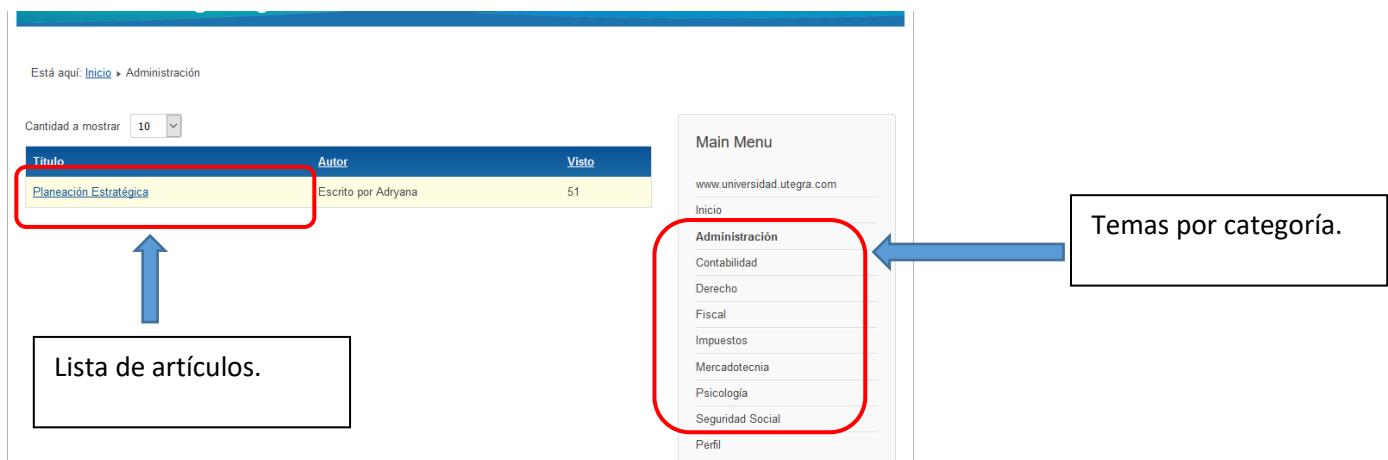 Está aquí: Inicio ▸ Administración
Cantidad a mostrar 10
Título Autor Visto
Planeación Estratégica Escrito por Adryana 51
Lista de artículos.
Main Menu
www.universidad.utegra.com
Inicio
Administración
Contabilidad
Derecho
Fiscal
Impuestos
Mercadotecnia
Psicología
Seguridad Social
Perfil
Temas por categoría.